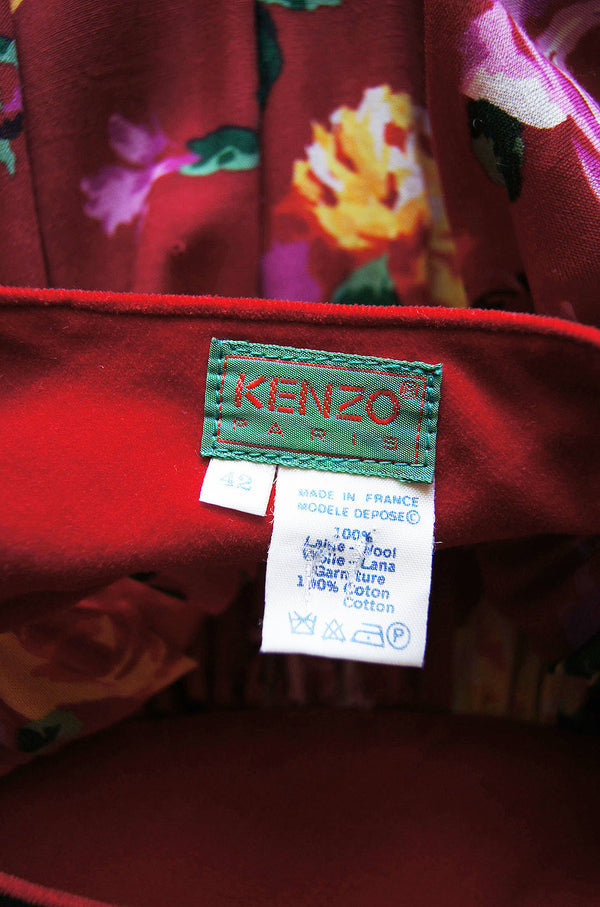 KENZO®
PARIS
42
MADE IN FRANCE
MODELE DEPOSE©
100%
Laine - Wool
Wolle - Lana
Garniture
100% Coton
Cotton
P